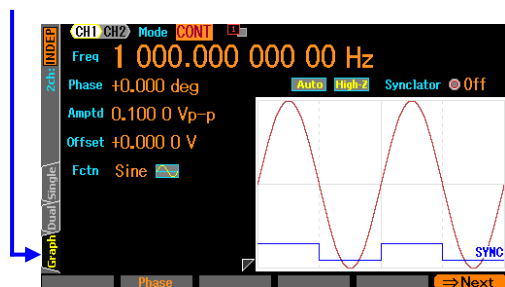 CH1 CH2 Mode CONT 1
Freq 1 000.000 000 00 Hz
Phase +0.000 deg Auto High-Z Synclator Off
Amptd 0.100 0 Vp-p
Offset +0.000 0 V
Fctn Sine
SYNC
2ch: INDEP
Single
Dual
Graph
Phase ⇒Next